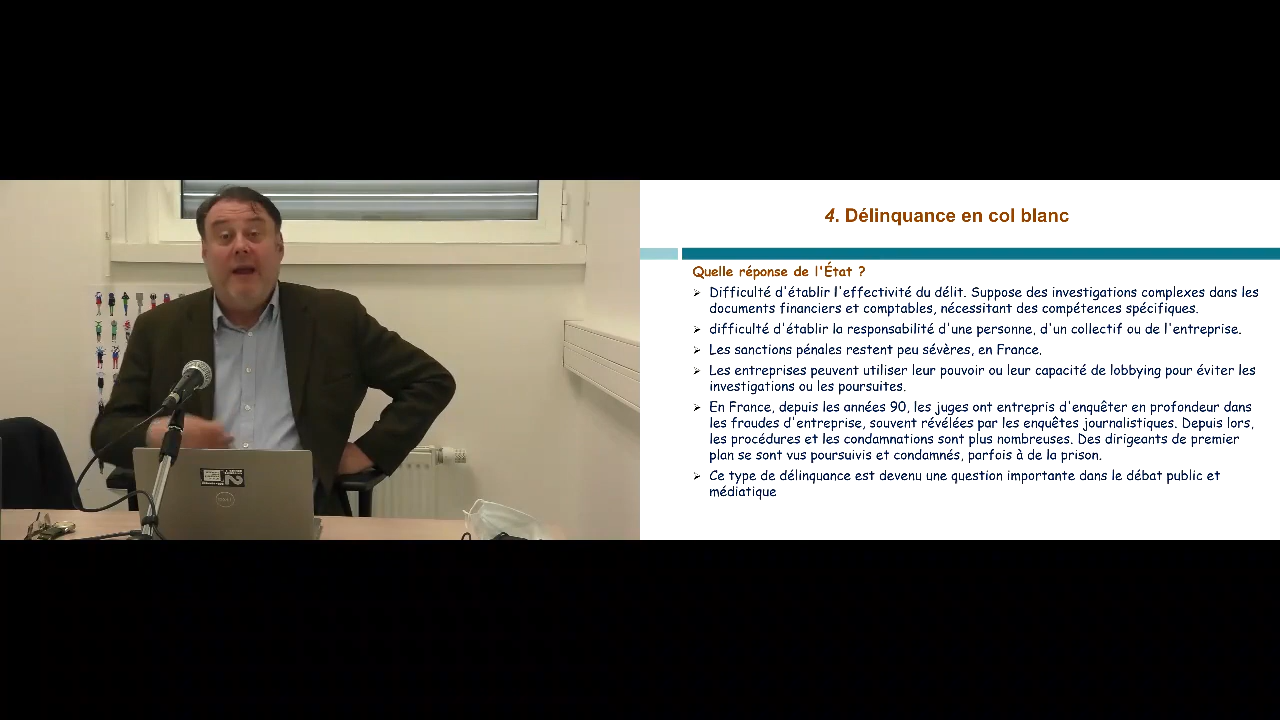 4. Délinquance en col blanc
Quelle réponse de l'État ?
Difficulté d'établir l'effectivité du délit. Suppose des investigations complexes dans les
documents financiers et comptables, nécessitant des compétences spécifiques.
difficulté d'établir la responsabilité d'une personne, d'un collectif ou de l'entreprise.
Les sanctions pénales restent peu sévères, en France.
Les entreprises peuvent utiliser leur pouvoir ou leur capacité de lobbying pour éviter les
investigations ou les poursuites.
En France, depuis les années 90, les juges ont entrepris d'enquêter en profondeur dans
les fraudes d'entreprise, souvent révélées par les enquêtes journalistiques. Depuis lors,
les procédures et les condamnations sont plus nombreuses. Des dirigeants de premier
plan se sont vus poursuivis et condamnés, parfois à de la prison.
Ce type de délinquance est devenu une question importante dans le débat public et
médiatique
DELL